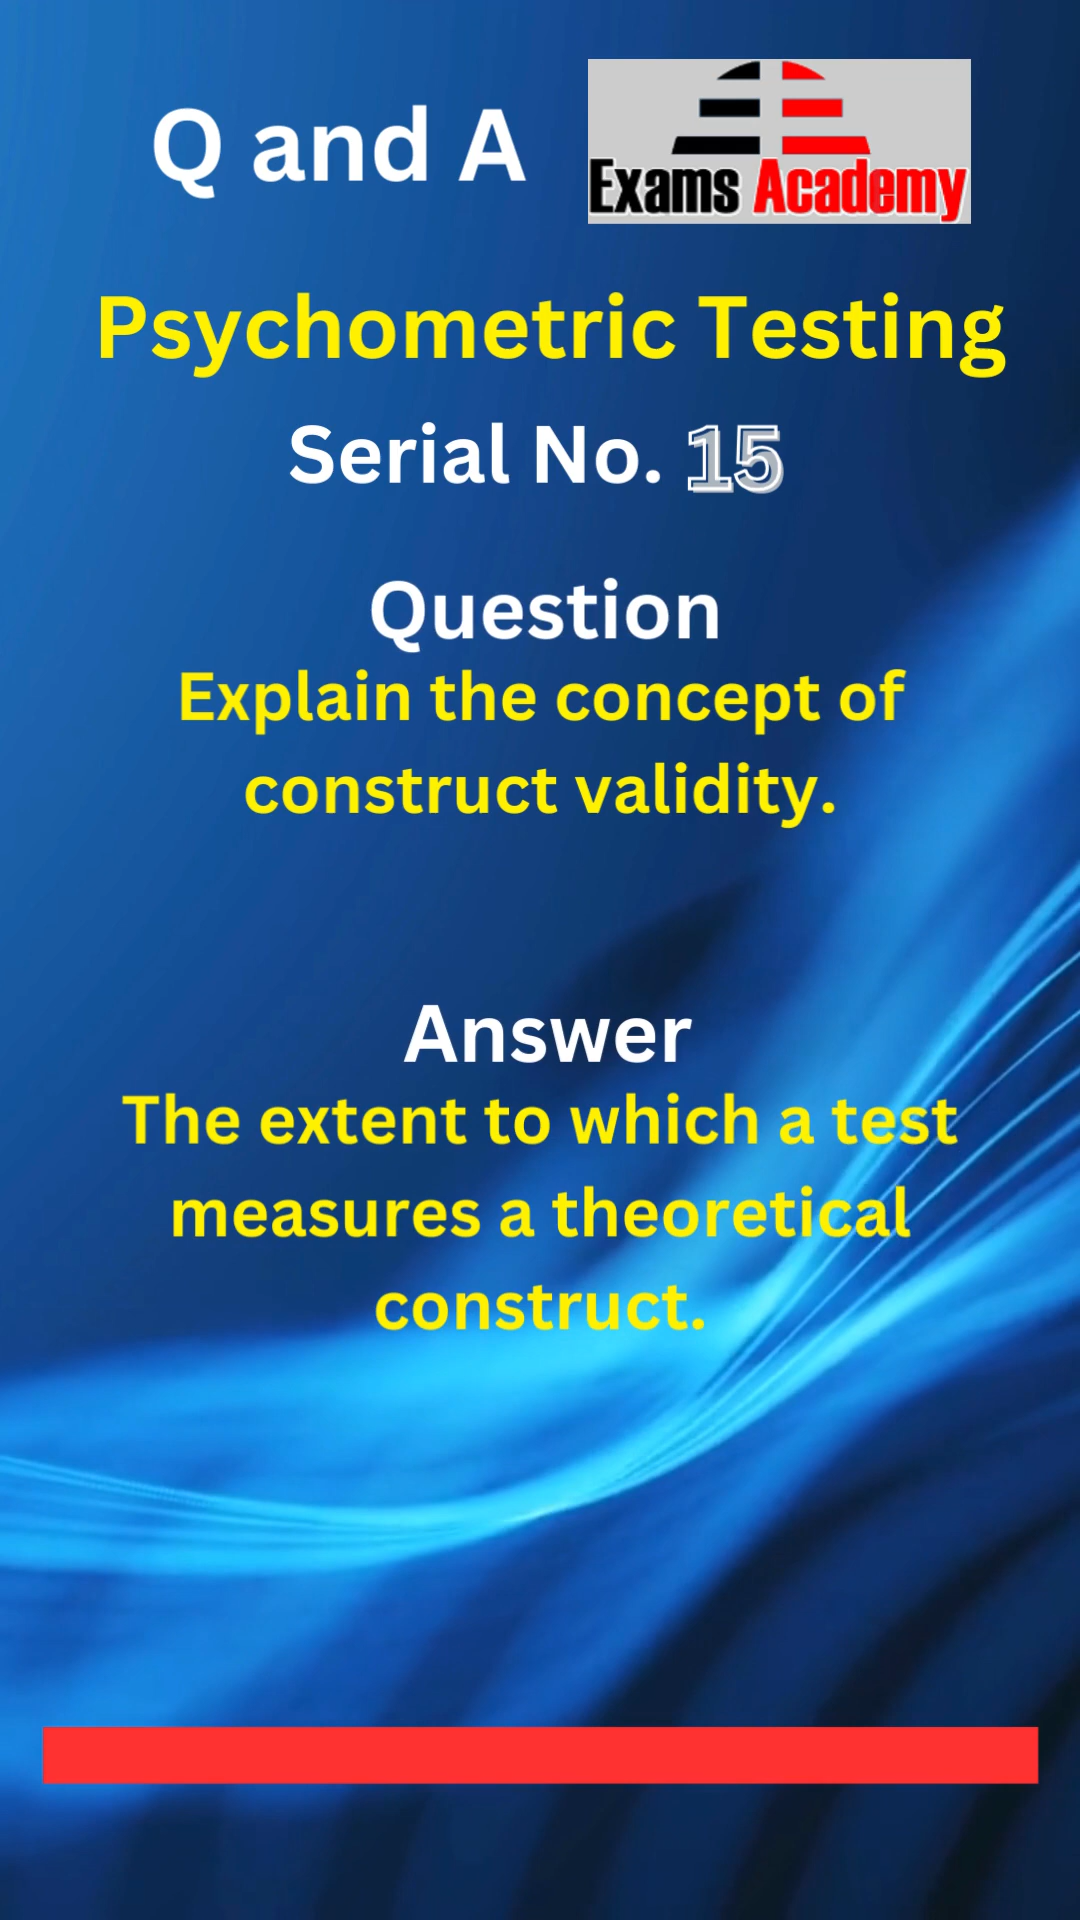 Q and A
Exams Academy
Psychometric Testing
Serial No. 15
Question
Explain the concept of
construct validity.
Answer
The extent to which a test
measures a theoretical
construct.